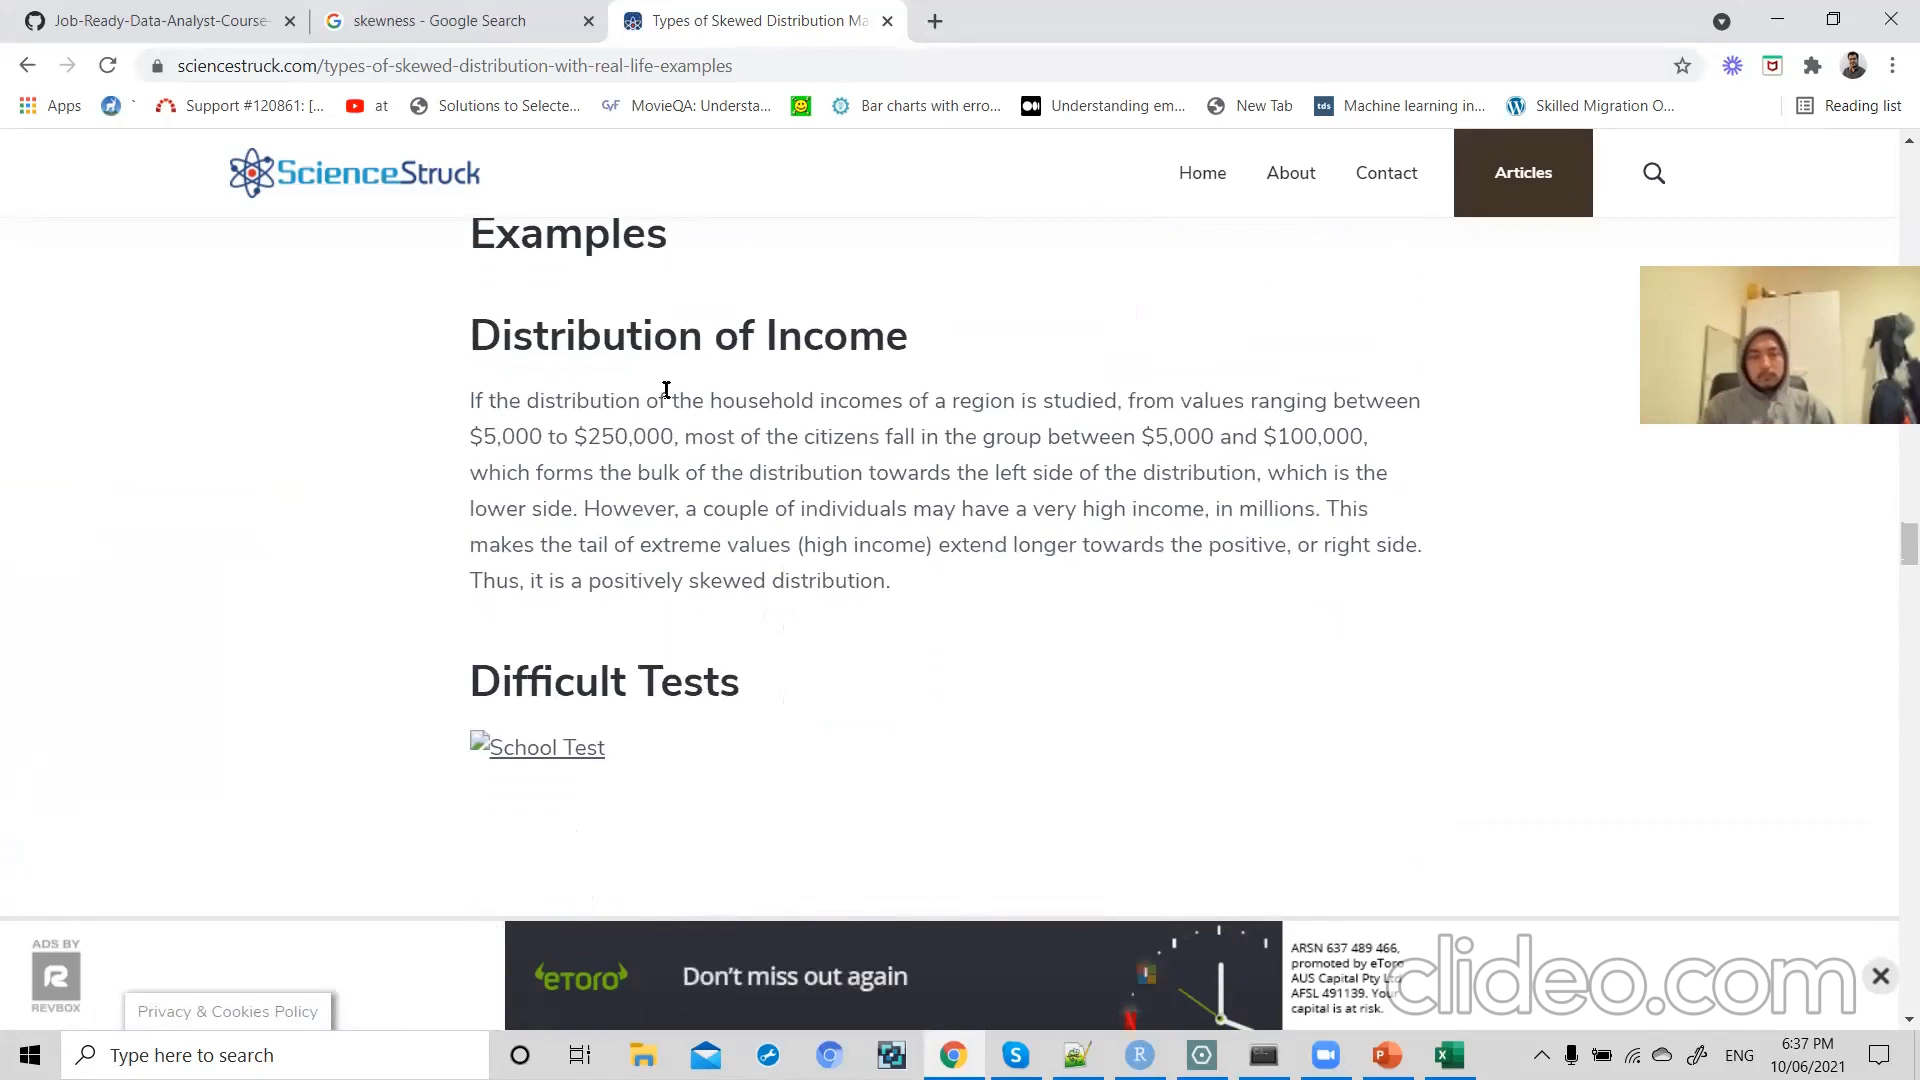 Job-Ready-Data-Analyst-Course-
skewness - Google Search
Types of Skewed Distribution Ma
sciencestruck.com/types-of-skewed-distribution-with-real-life-examples
Apps
Support #120861: [...
at
Solutions to Selecte...
MovieQA: Understa...
Bar charts with erro...
Understanding em...
New Tab
tds
Machine learning in...
Skilled Migration O...
Reading list
ScienceStruck
Home
About
Contact
Articles
Examples
Distribution of Income
If the distribution of the household incomes of a region is studied, from values ranging between
$5,000 to $250,000, most of the citizens fall in the group between $5,000 and $100,000,
which forms the bulk of the distribution towards the left side of the distribution, which is the
lower side. However, a couple of individuals may have a very high income, in millions. This
makes the tail of extreme values (high income) extend longer towards the positive, or right side.
Thus, it is a positively skewed distribution.
Difficult Tests
School Test
ADS BY
REVBOX
Privacy & Cookies Policy
eTORO
Don't miss out again
ARSN 637 489 466,
promoted by eToro
AUS Capital Pty Ltd
AFSL 491139. Your
capital is at risk.
clideo.com
Type here to search
ENG
6:37 PM
10/06/2021